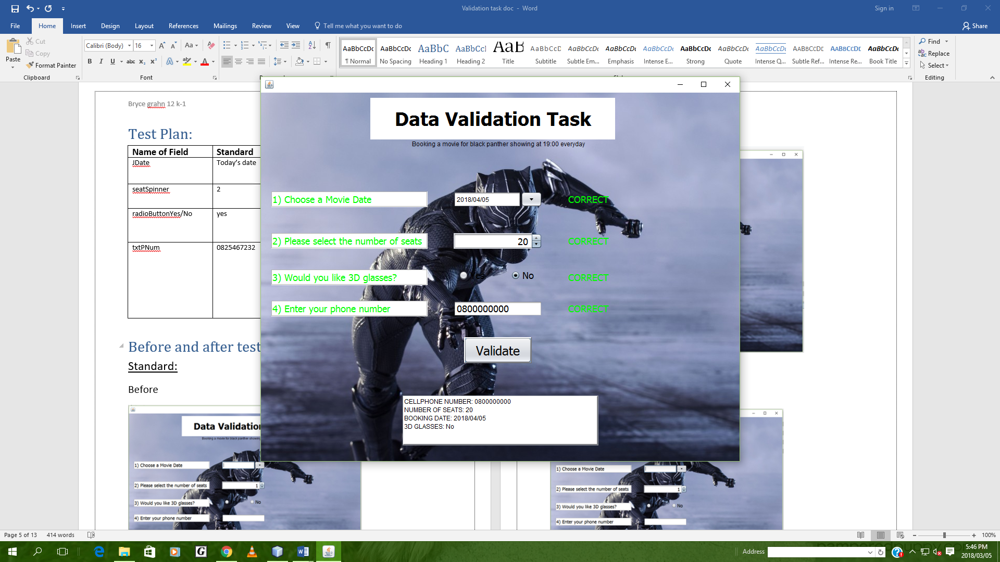 Validation task doc - Word
Sign in
File
Home
Insert
Design
Layout
References
Mailings
Review
View
Tell me what you want to do
Share
Paste
Cut
Copy
Format Painter
Clipboard
Calibri (Body)
16
Font
AaBbCcDc
¶ Normal
AaBbCcDc
No Spacing
AaBbC
Heading 1
AaBbCcI
Heading 2
AaB
Title
AaBbCcD
Subtitle
AaBbCcDc
Subtle Em...
AaBbCcDc
Emphasis
AaBbCcDc
Intense E...
AaBbCcDc
Strong
AaBbCcDc
Quote
AaBbCcDc
Intense Q...
AABBCCDE
Subtle Ref...
AABBCCDE
Intense Re...
AaBbCcDc
Book Title
Find
Replace
Select
Editing
Bryce grahn 12 k-1
Test Plan:
Name of Field
Standard
JDate
Today's date
seatSpinner
2
radioButtonYes/No
yes
txtPNum
0825467232
Before and after test
Standard:
Before
Data Validation Task
Booking a movie for black panther showing at 19:00 everyday
1) Choose a Movie Date
2018/04/05
CORRECT
2) Please select the number of seats
20
CORRECT
3) Would you like 3D glasses?
Yes
No
CORRECT
4) Enter your phone number
0800000000
CORRECT
Validate
CELLPHONE NUMBER: 0800000000
NUMBER OF SEATS: 20
BOOKING DATE: 2018/04/05
3D GLASSES: No
Data Validation
Booking a movie for black panther showing
1) Choose a Movie Date
2) Please select the number of seats
1
3) Would you like 3D glasses?
No
4) Enter your phone number
1) Choose a Movie Date
2) Please select the number of seats
1
3) Would you like 3D glasses?
No
4) Enter your phone number
Page 5 of 13
414 words
100%
Address
5:46 PM
2018/03/05